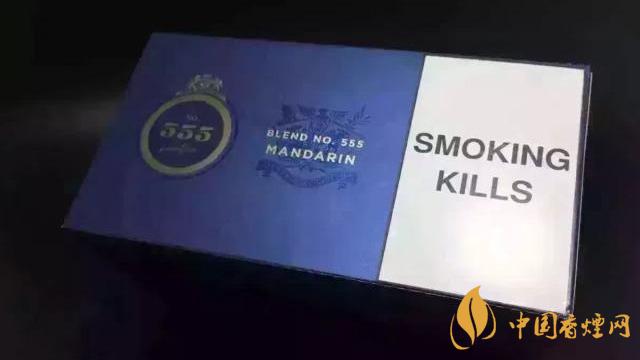 No.
555
BLEND NO. 555
MANDARIN
SMOKING
KILLS
中国香烟网